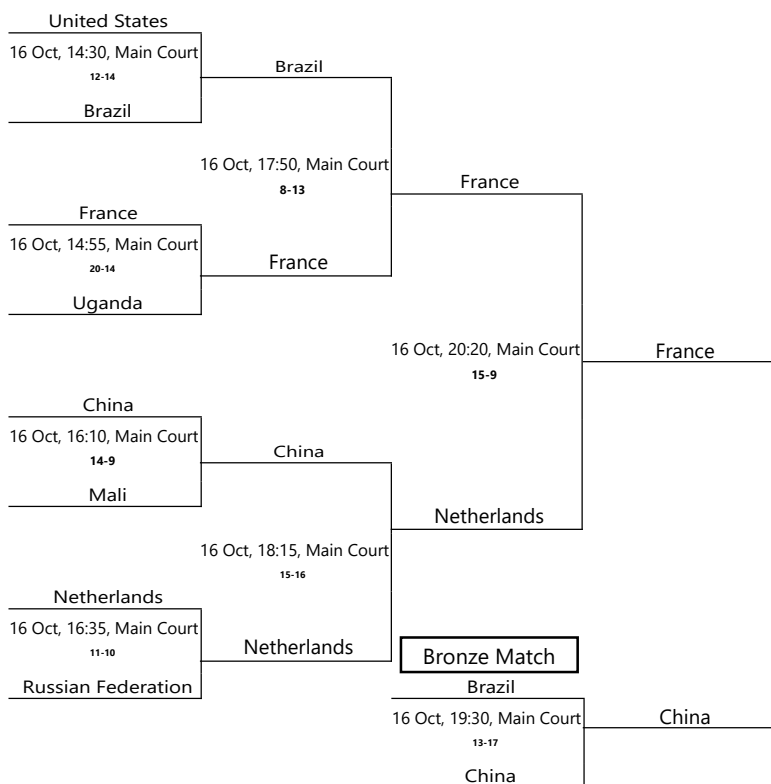 United States
16 Oct, 14:30, Main Court
12-14
Brazil
Brazil
16 Oct, 17:50, Main Court
8-13
France
France
16 Oct, 14:55, Main Court
20-14
Uganda
France
16 Oct, 20:20, Main Court
15-9
France
China
16 Oct, 16:10, Main Court
14-9
Mali
China
Netherlands
16 Oct, 18:15, Main Court
15-16
Netherlands
16 Oct, 16:35, Main Court
11-10
Russian Federation
Netherlands
Bronze Match
Brazil
16 Oct, 19:30, Main Court
13-17
China
China